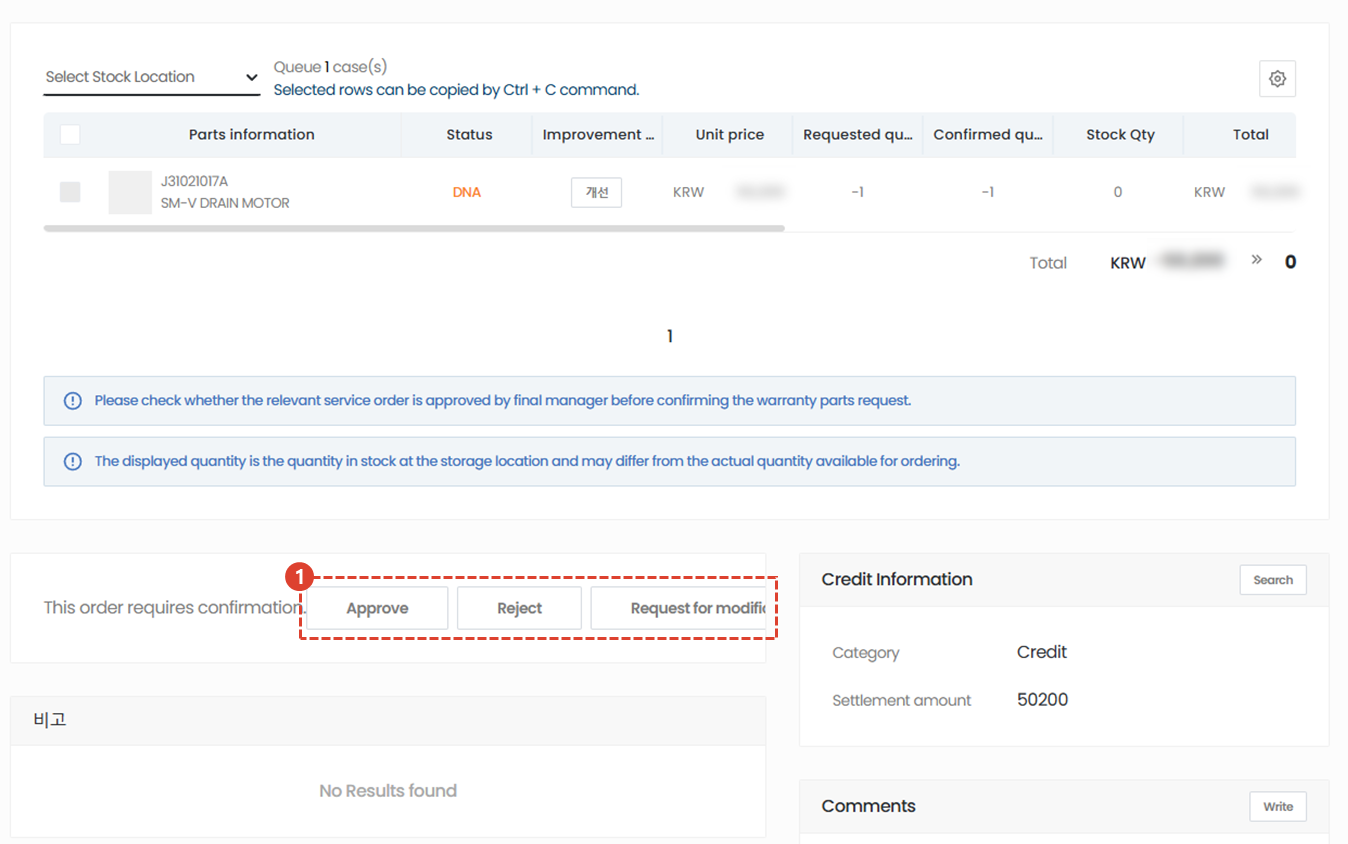 Select Stock Location
Queue 1 case(s)
Selected rows can be copied by Ctrl + C command.
Parts information Status Improvement ... Unit price Requested qu... Confirmed qu... Stock Qty Total
J31021017A
SM-V DRAIN MOTOR
DNA 개선 KRW -1 -1 0 KRW
Total KRW » 0
1
Please check whether the relevant service order is approved by final manager before confirming the warranty parts request.
The displayed quantity is the quantity in stock at the storage location and may differ from the actual quantity available for ordering.
1
This order requires confirmation. Approve Reject Request for modific
비고
No Results found
Credit Information Search
Category Credit
Settlement amount 50200
Comments Write